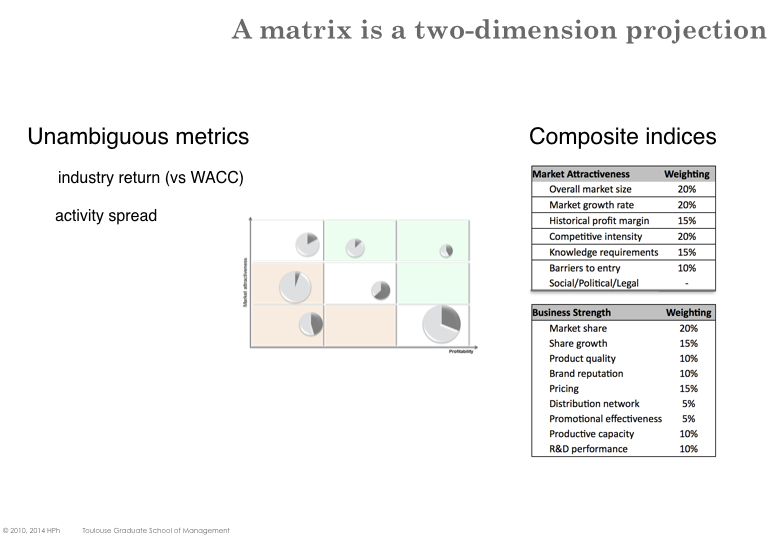 A matrix is a two-dimension projection
Unambiguous metrics
industry return (vs WACC)
activity spread
Market attractiveness
Profitability
Composite indices
Market Attractiveness Weighting
Overall market size 20%
Market growth rate 20%
Historical profit margin 15%
Competitive intensity 20%
Knowledge requirements 15%
Barriers to entry 10%
Social/Political/Legal -
Business Strength Weighting
Market share 20%
Share growth 15%
Product quality 10%
Brand reputation 10%
Pricing 15%
Distribution network 5%
Promotional effectiveness 5%
Productive capacity 10%
R&D performance 10%
© 2010, 2014 HPh Toulouse Graduate School of Management